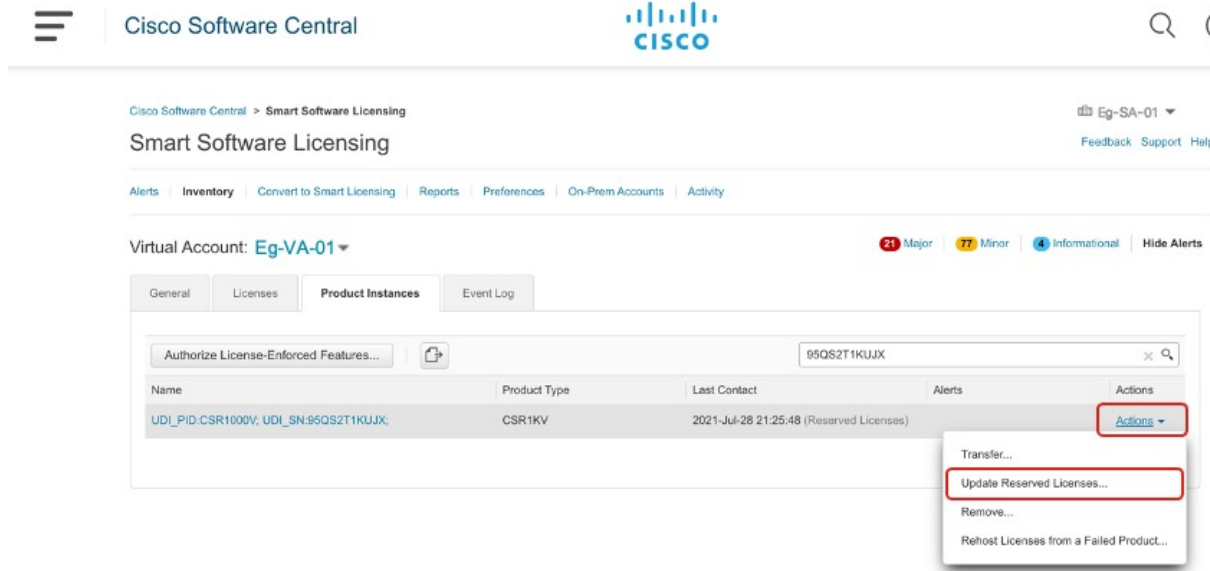 Cisco Software Central
CISCO
Cisco Software Central > Smart Software Licensing
Eg-SA-01
Smart Software Licensing
Feedback Support Help
Alerts | Inventory | Convert to Smart Licensing | Reports | Preferences | On-Prem Accounts | Activity
Virtual Account: Eg-VA-01
21 Major | 77 Minor | 4 Informational | Hide Alerts
General Licenses Product Instances Event Log
Authorize License-Enforced Features... | 95QS2T1KUJX
Name Product Type Last Contact Alerts Actions
UDI_PID:CSR1000V; UDI_SN:95QS2T1KUJX; CSR1KV 2021-Jul-28 21:25:48 (Reserved Licenses) Actions
Transfer...
Update Reserved Licenses...
Remove...
Rehost Licenses from a Failed Product...